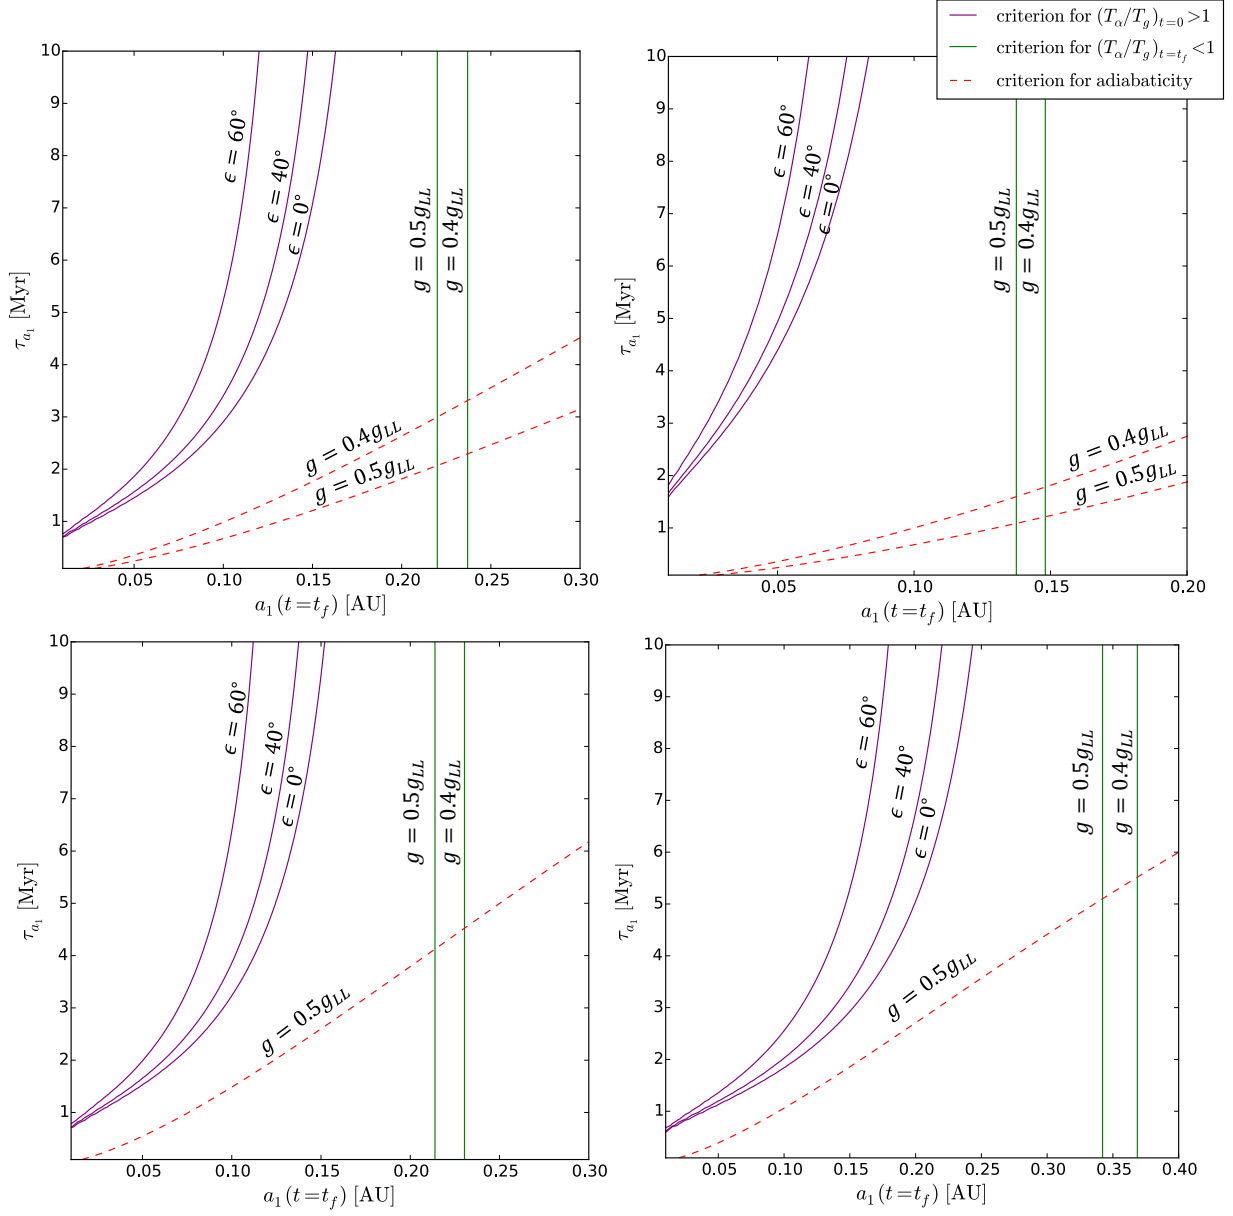 criterion for (T_α/T_g)_{t=0} >1
criterion for (T_α/T_g)_{t=t_f} <1
criterion for adiabaticity
10
9
8
7
6
5
4
3
2
1
τ_{a_1} [Myr]
ϵ = 60°
ϵ = 40°
ϵ = 0°
g = 0.5g_{LL}
g = 0.4g_{LL}
g = 0.4g_{LL}
g = 0.5g_{LL}
0.05 0.10 0.15 0.20 0.25 0.30
a_1(t=t_f) [AU]
10
9
8
7
6
5
4
3
2
1
τ_{a_1} [Myr]
ϵ = 60°
ϵ = 40°
ϵ = 0°
g = 0.5g_{LL}
g = 0.4g_{LL}
g = 0.4g_{LL}
g = 0.5g_{LL}
0.05 0.10 0.15 0.20
a_1(t=t_f) [AU]
10
9
8
7
6
5
4
3
2
1
τ_{a_1} [Myr]
ϵ = 60°
ϵ = 40°
ϵ = 0°
g = 0.5g_{LL}
g = 0.4g_{LL}
g = 0.5g_{LL}
0.05 0.10 0.15 0.20 0.25 0.30
a_1(t=t_f) [AU]
10
9
8
7
6
5
4
3
2
1
τ_{a_1} [Myr]
ϵ = 60°
ϵ = 40°
ϵ = 0°
g = 0.5g_{LL}
g = 0.4g_{LL}
g = 0.5g_{LL}
0.05 0.10 0.15 0.20 0.25 0.30 0.35 0.40
a_1(t=t_f) [AU]